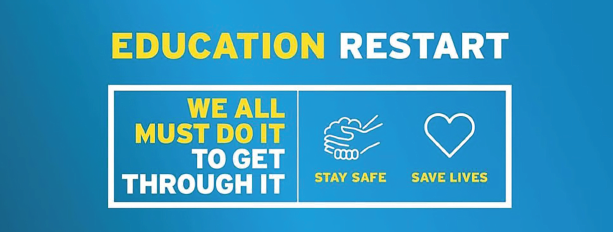 EDUCATION RESTART
WE ALL
MUST DO IT
TO GET
THROUGH IT
STAY SAFE
SAVE LIVES